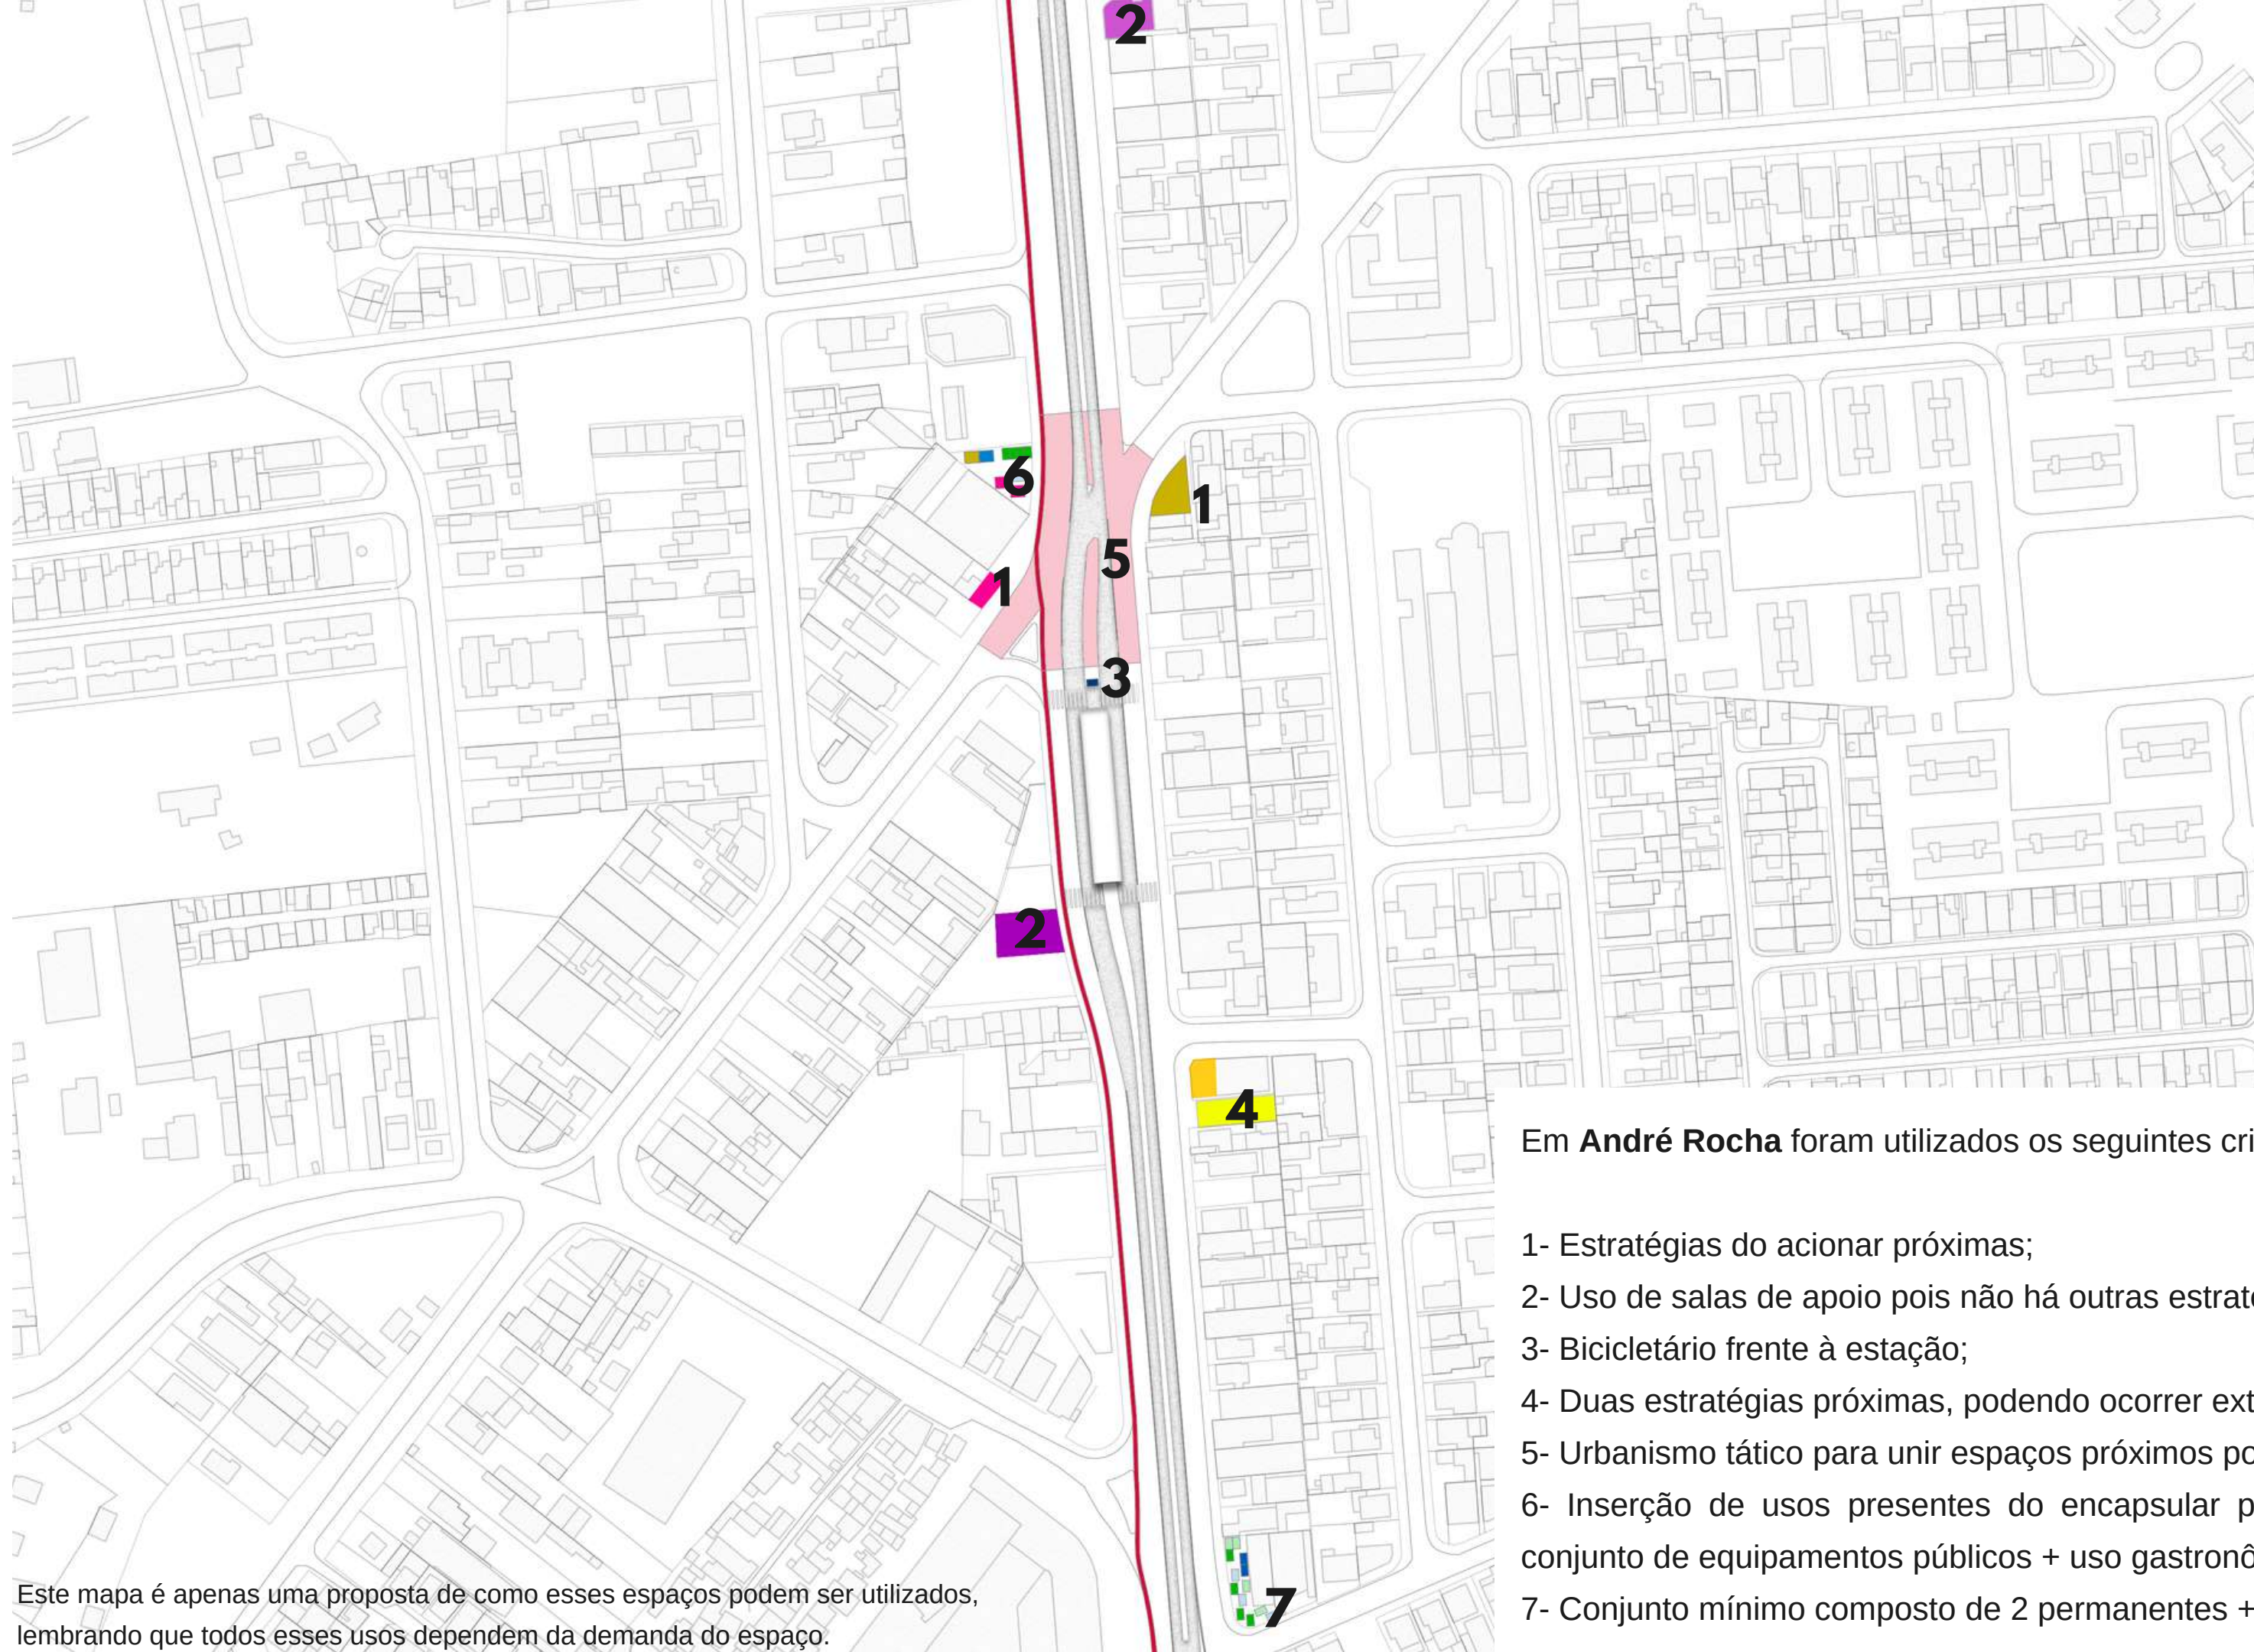 2
6
1
1
5
3
2
4
7
Em André Rocha foram utilizados os seguintes cri
1- Estratégias do acionar próximas;
2- Uso de salas de apoio pois não há outras estrat
3- Bicicletário frente à estação;
4- Duas estratégias próximas, podendo ocorrer ext
5- Urbanismo tático para unir espaços próximos po
6- Inserção de usos presentes do encapsular p
conjunto de equipamentos públicos + uso gastronô
7- Conjunto mínimo composto de 2 permanentes +
Este mapa é apenas uma proposta de como esses espaços podem ser utilizados,
lembrando que todos esses usos dependem da demanda do espaço.